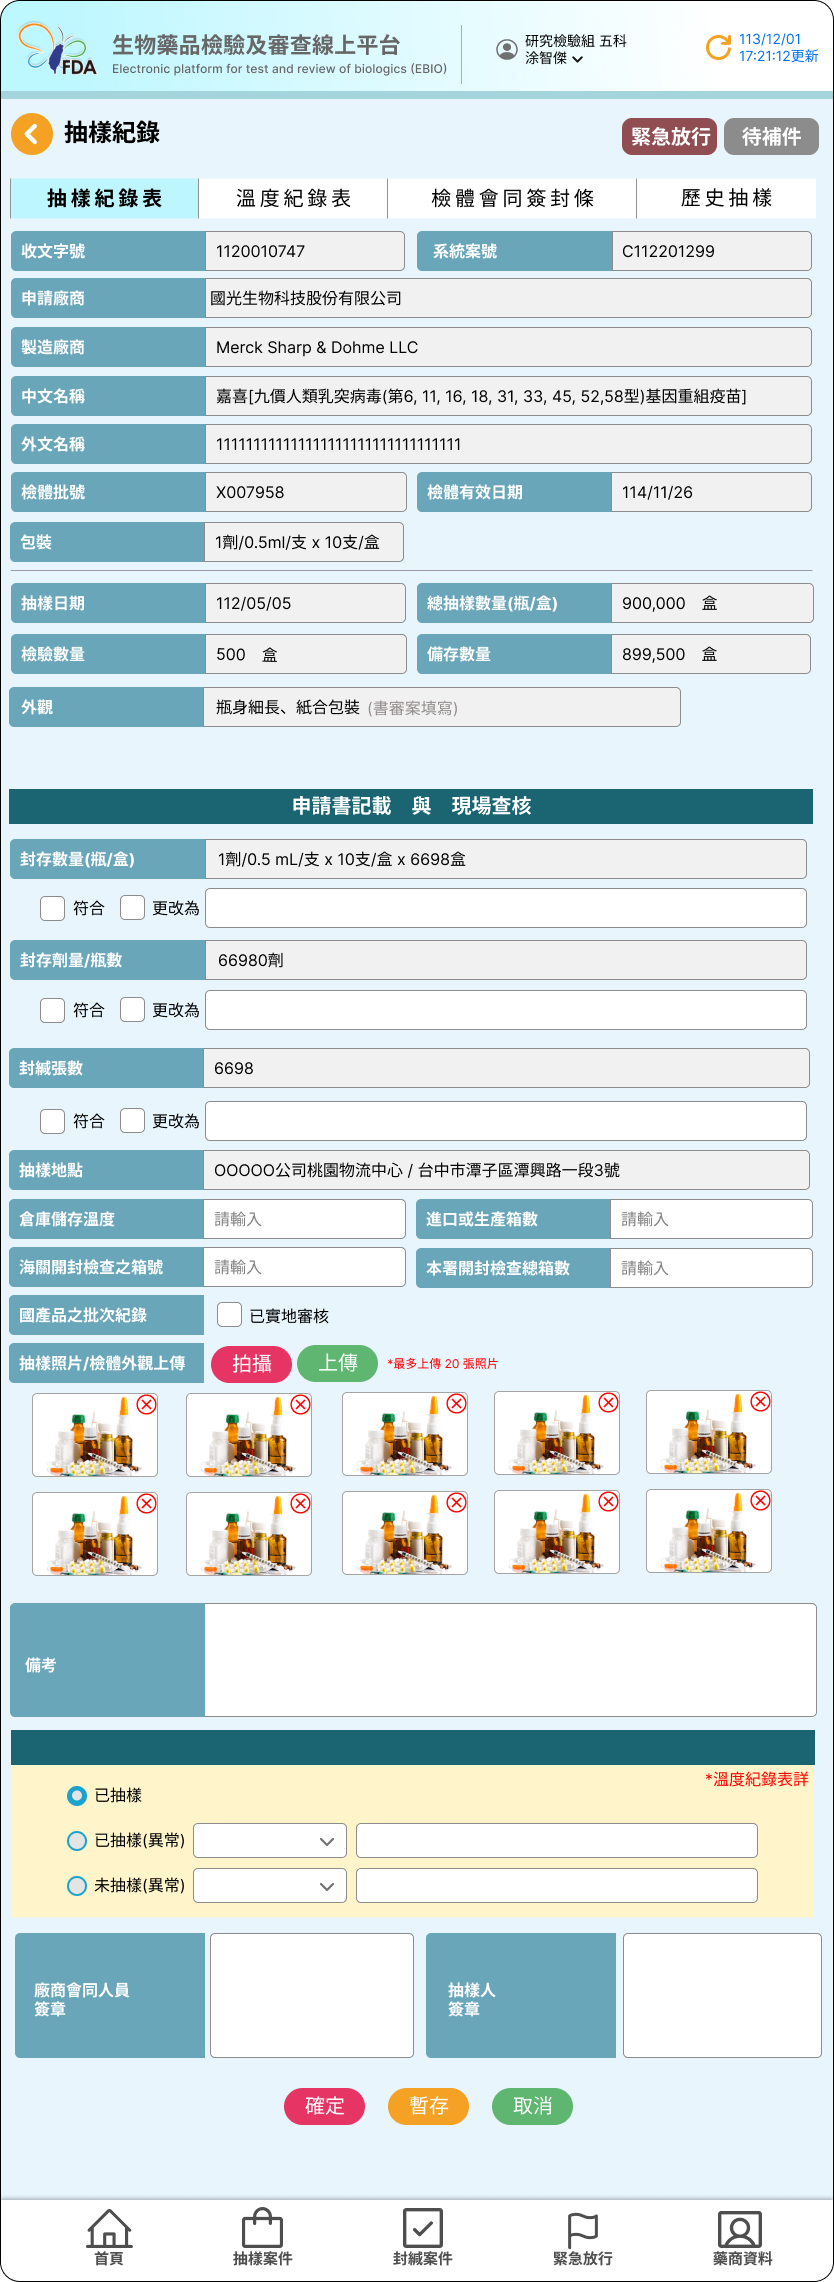 FDA
生物藥品檢驗及審查線上平台
Electronic platform for test and review of biologics (EBIO)
研究檢驗組 五科
涂智傑
113/12/01
17:21:12更新
抽樣紀錄
緊急放行
待補件
抽樣紀錄表
溫度紀錄表
檢體會同簽封條
歷史抽樣
收文字號 1120010747
系統案號 C112201299
申請廠商 國光生物科技股份有限公司
製造廠商 Merck Sharp & Dohme LLC
中文名稱 嘉喜[九價人類乳突病毒(第6, 11, 16, 18, 31, 33, 45, 52,58型)基因重組疫苗]
外文名稱 1111111111111111111111111111111111
檢體批號 X007958
檢體有效日期 114/11/26
包裝 1劑/0.5ml/支 x 10支/盒
抽樣日期 112/05/05
總抽樣數量(瓶/盒) 900,000 盒
檢驗數量 500 盒
備存數量 899,500 盒
外觀 瓶身細長、紙合包裝 (書審案填寫)
申請書記載 與 現場查核
封存數量(瓶/盒) 1劑/0.5 mL/支 x 10支/盒 x 6698盒
符合 更改為
封存劑量/瓶數 66980劑
符合 更改為
封緘張數 6698
符合 更改為
抽樣地點 OOOOO公司桃園物流中心 / 台中市潭子區潭興路一段3號
倉庫儲存溫度 請輸入
進口或生產箱數 請輸入
海關開封檢查之箱號 請輸入
本署開封檢查總箱數 請輸入
國產品之批次紀錄 已實地審核
抽樣照片/檢體外觀上傳 拍攝 上傳 *最多上傳 20 張照片
備考
*溫度紀錄表詳
已抽樣
已抽樣(異常)
未抽樣(異常)
廠商會同人員
簽章
抽樣人
簽章
確定
暫存
取消
首頁
抽樣案件
封緘案件
緊急放行
藥商資料